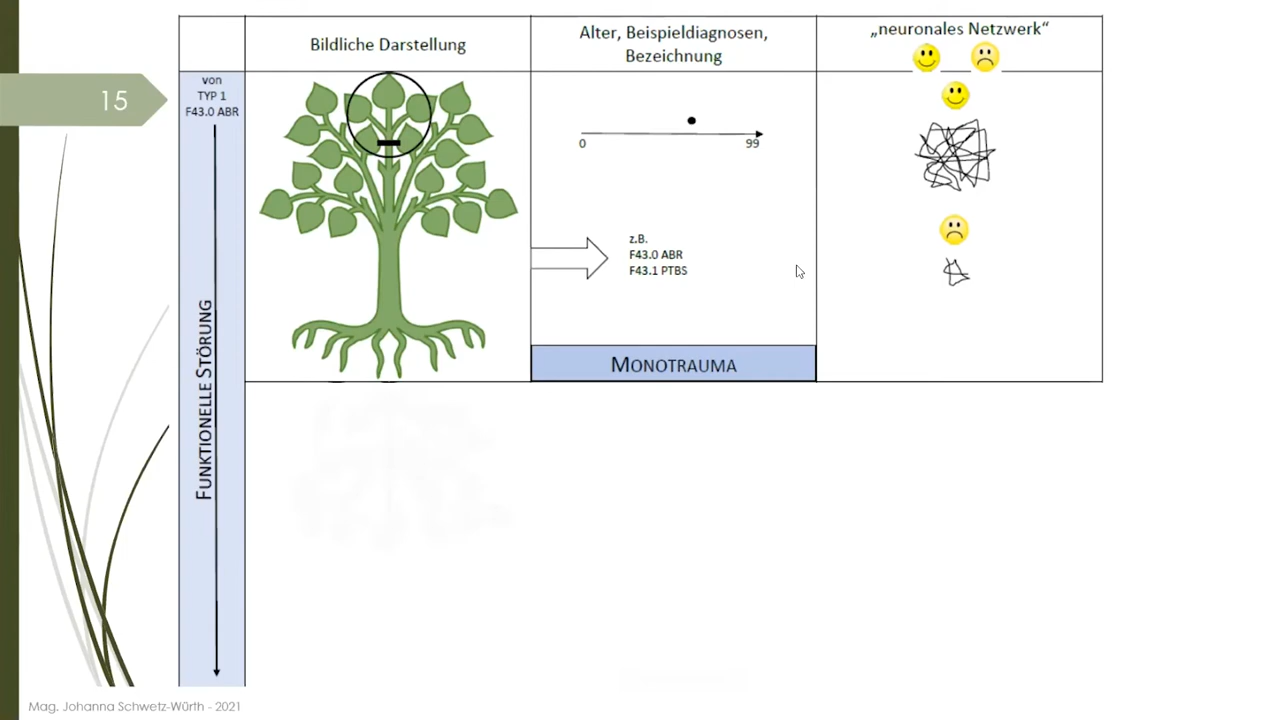 15
Bildliche Darstellung
Alter, Beispieldiagnosen,
Bezeichnung
„neuronales Netzwerk“
von
TYP 1
F43.0 ABR
FUNKTIONELLE STÖRUNG
0
99
z.B.
F43.0 ABR
F43.1 PTBS
MONOTRAUMA
Mag. Johanna Schwetz-Würth - 2021